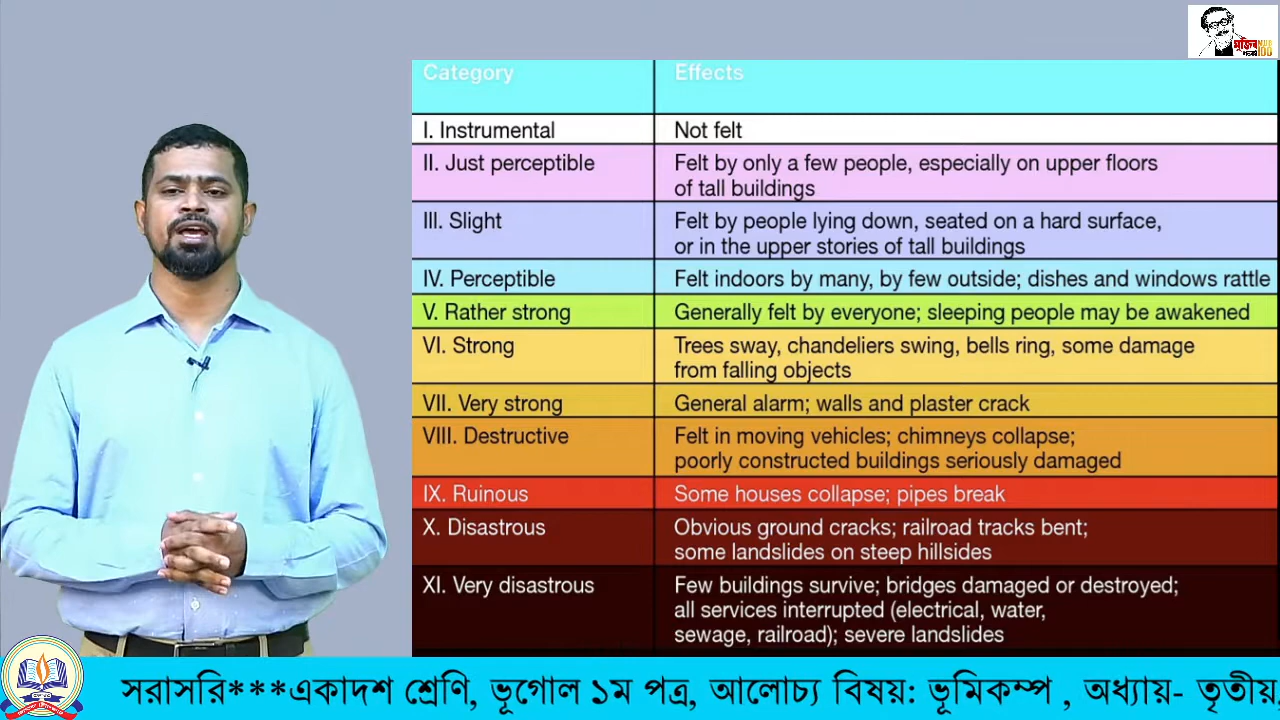 মুজিব
শতবর্ষ
100
Category Effects
I. Instrumental Not felt
II. Just perceptible Felt by only a few people, especially on upper floors
of tall buildings
III. Slight Felt by people lying down, seated on a hard surface,
or in the upper stories of tall buildings
IV. Perceptible Felt indoors by many, by few outside; dishes and windows rattle
V. Rather strong Generally felt by everyone; sleeping people may be awakened
VI. Strong Trees sway, chandeliers swing, bells ring, some damage
from falling objects
VII. Very strong General alarm; walls and plaster crack
VIII. Destructive Felt in moving vehicles; chimneys collapse;
poorly constructed buildings seriously damaged
IX. Ruinous Some houses collapse; pipes break
X. Disastrous Obvious ground cracks; railroad tracks bent;
some landslides on steep hillsides
XI. Very disastrous Few buildings survive; bridges damaged or destroyed;
all services interrupted (electrical, water,
sewage, railroad); severe landslides
সরাসরি***একাদশ শ্রেণি, ভূগোল ১ম পত্র, আলোচ্য বিষয়: ভূমিকম্প , অধ্যায়- তৃতীয়,